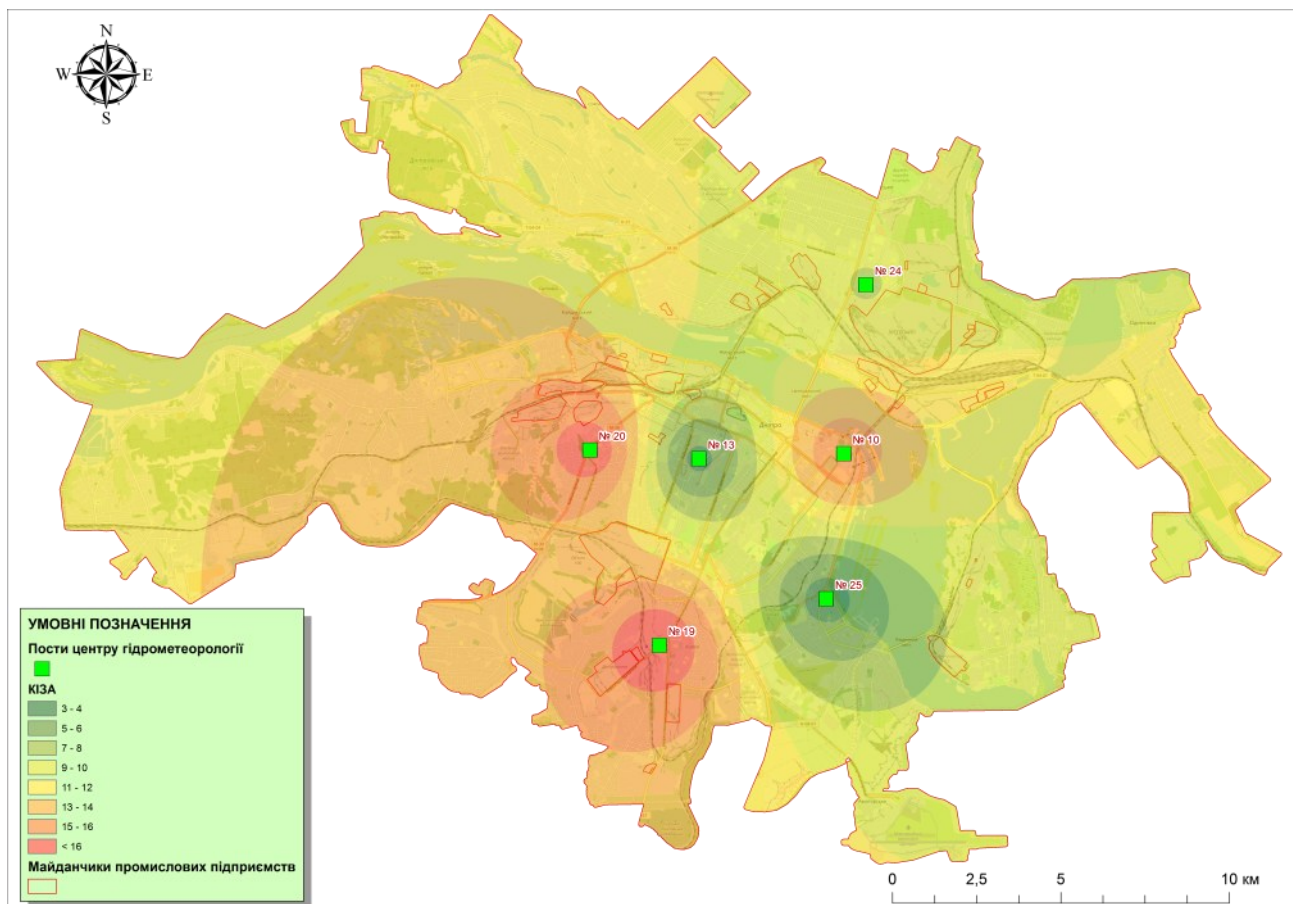 N
W E
S
№ 24
№ 20
№ 13
Дніпро
№ 10
№ 25
№ 19
УМОВНІ ПОЗНАЧЕННЯ
Пости центру гідрометеорології
КІЗА
3 - 4
5 - 6
7 - 8
9 - 10
11 - 12
13 - 14
15 - 16
< 16
Майданчики промислових підприємств
0 2,5 5 10 км